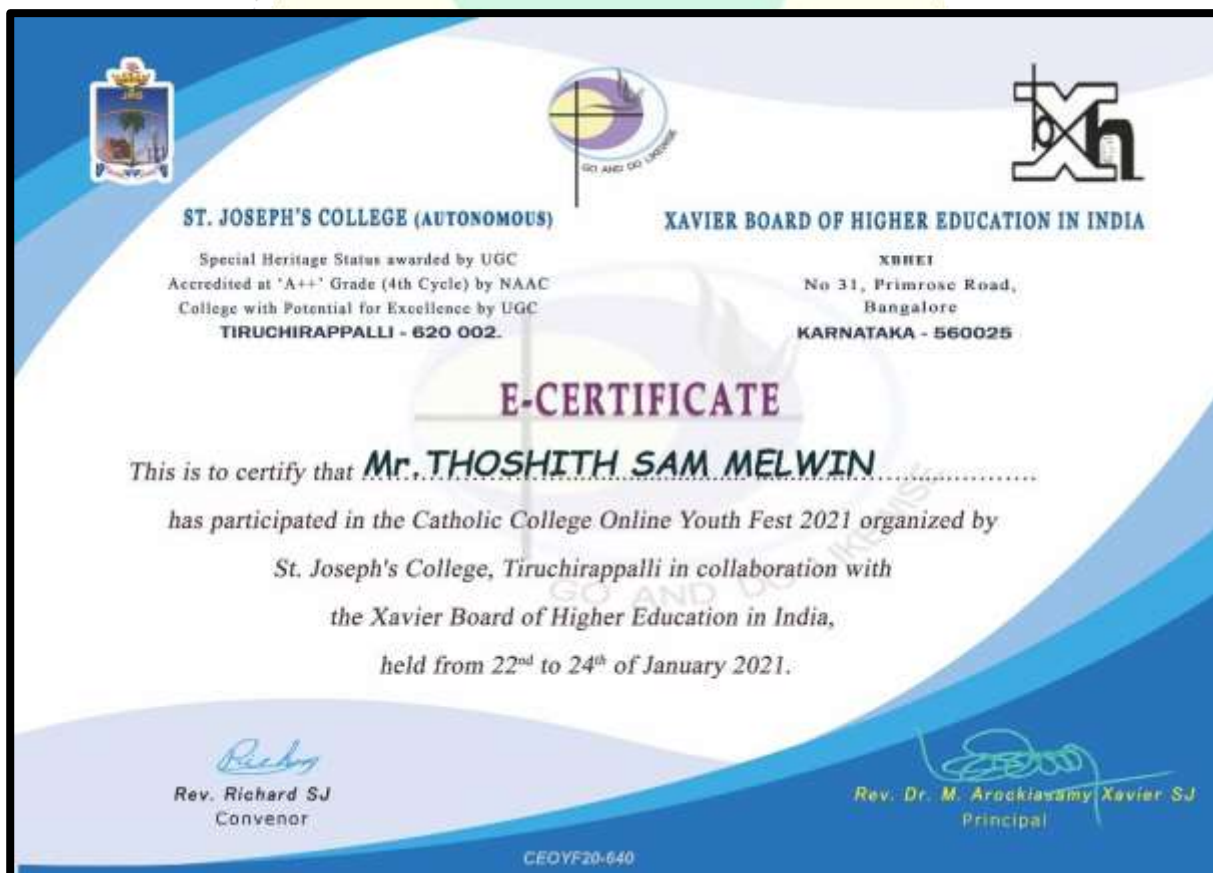 GO AND DO LIKEWISE
ST. JOSEPH'S COLLEGE (AUTONOMOUS)
Special Heritage Status awarded by UGC
Accredited at 'A++' Grade (4th Cycle) by NAAC
College with Potential for Excellence by UGC
TIRUCHIRAPPALLI - 620 002.
XAVIER BOARD OF HIGHER EDUCATION IN INDIA
XBHEI
No 31, Primrose Road,
Bangalore
KARNATAKA - 560025
E-CERTIFICATE
This is to certify that Mr. THOSHITH SAM MELWIN
has participated in the Catholic College Online Youth Fest 2021 organized by
St. Joseph's College, Tiruchirappalli in collaboration with
the Xavier Board of Higher Education in India,
held from 22nd to 24th of January 2021.
GO AND DO LIKEWISE
Rev. Richard SJ
Convenor
Rev. Dr. M. Arockiasamy Xavier SJ
Principal
CEOYF20-640